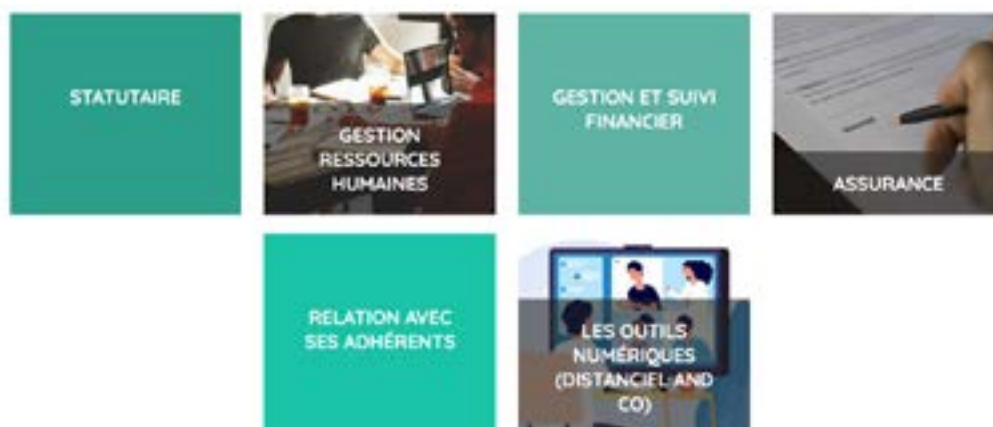 STATUTAIRE
GESTION
RESSOURCES
HUMAINES
GESTION ET SUIVI
FINANCIER
ASSURANCE
RELATION AVEC
SES ADHÉRENTS
LES OUTILS
NUMÉRIQUES
(DISTANCIEL AND
CO)